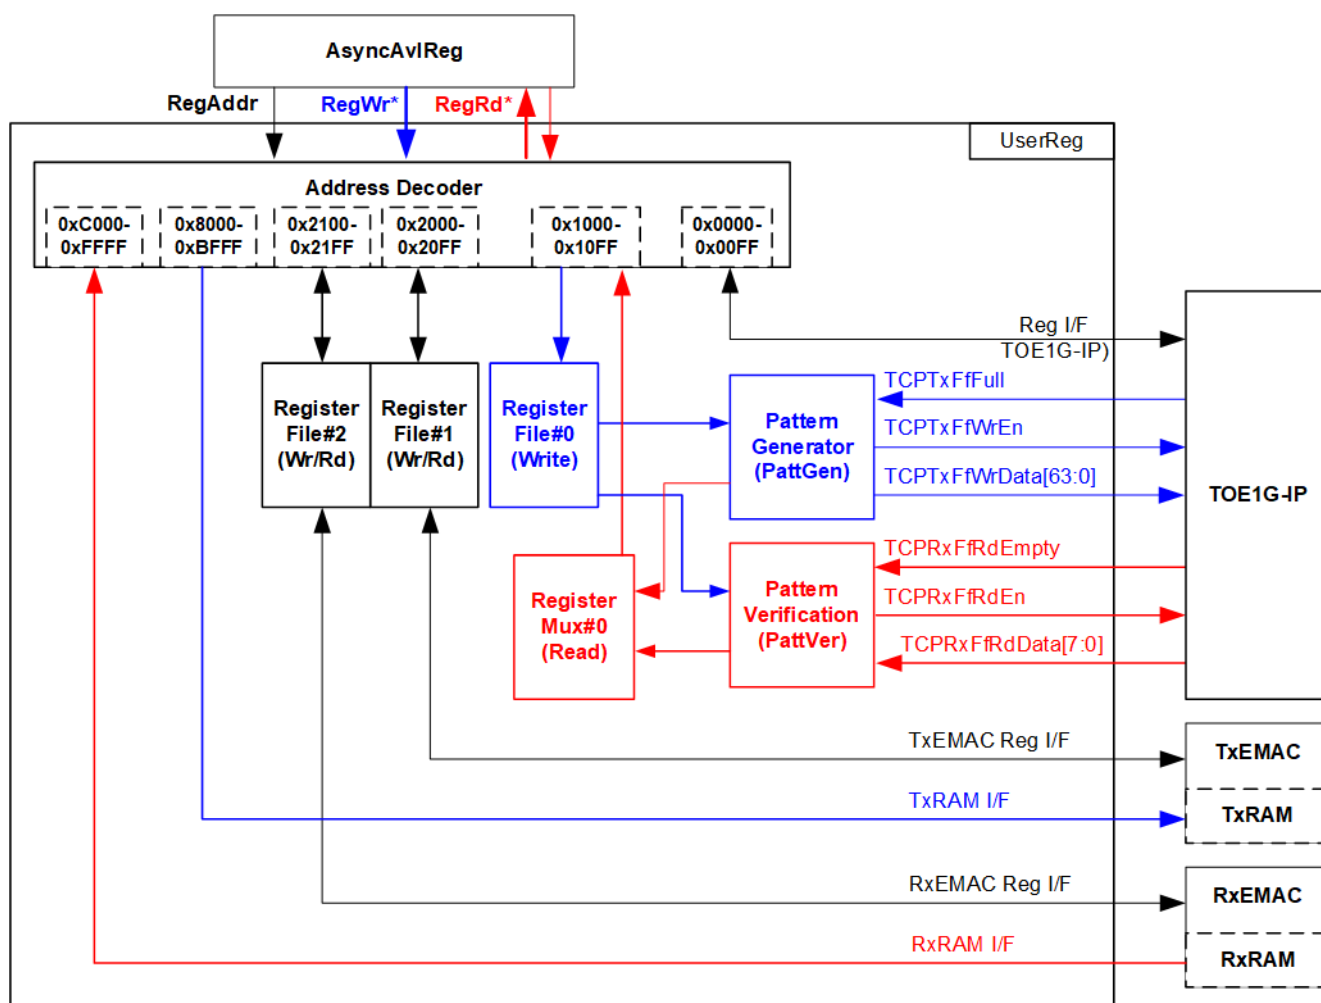 AsyncAvlReg
RegAddr
RegWr*
RegRd*
UserReg
Address Decoder
0xC000-
0xFFFF
0x8000-
0xBFFF
0x2100-
0x21FF
0x2000-
0x20FF
0x1000-
0x10FF
0x0000-
0x00FF
Reg I/F
TOE1G-IP)
Register
File#2
(Wr/Rd)
Register
File#1
(Wr/Rd)
Register
File#0
(Write)
Pattern
Generator
(PattGen)
TCPTxFfFull
TCPTxFfWrEn
TCPTxFfWrData[63:0]
TOE1G-IP
Register
Mux#0
(Read)
Pattern
Verification
(PattVer)
TCPRxFfRdEmpty
TCPRxFfRdEn
TCPRxFfRdData[7:0]
TxEMAC Reg I/F
TxEMAC
TxRAM I/F
TxRAM
RxEMAC Reg I/F
RxEMAC
RxRAM I/F
RxRAM